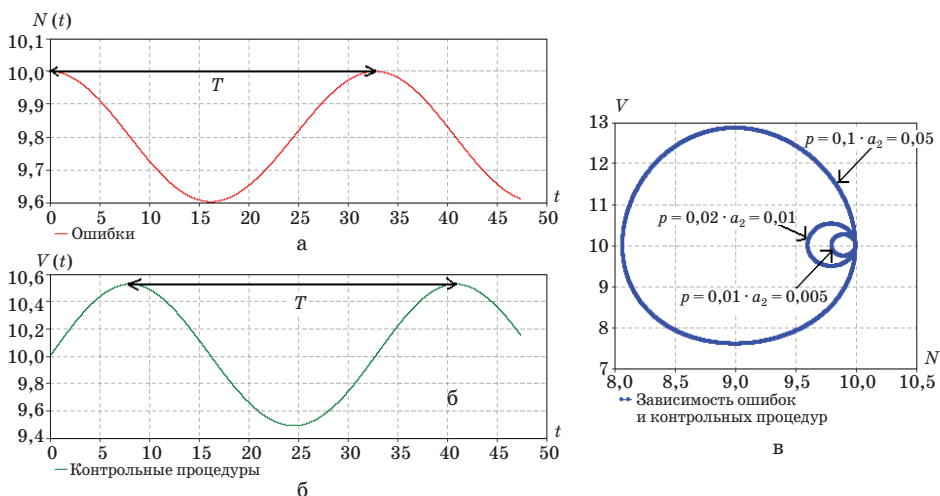 N (t)
10,1
10,0
9,9
9,8
9,7
9,6
T
0 5 10 15 20 25 30 35 40 45 50
t
Ошибки
а
V (t)
10,6
10,4
10,2
10,0
9,8
9,6
9,4
T
б
0 5 10 15 20 25 30 35 40 45 50
t
Контрольные процедуры
б
V
13
12
11
10
9
8
7
p = 0,1 · a₂ = 0,05
p = 0,02 · a₂ = 0,01
p = 0,01 · a₂ = 0,005
N
8,0 8,5 9,0 9,5 10,0 10,5
Зависимость ошибок
и контрольных процедур
в